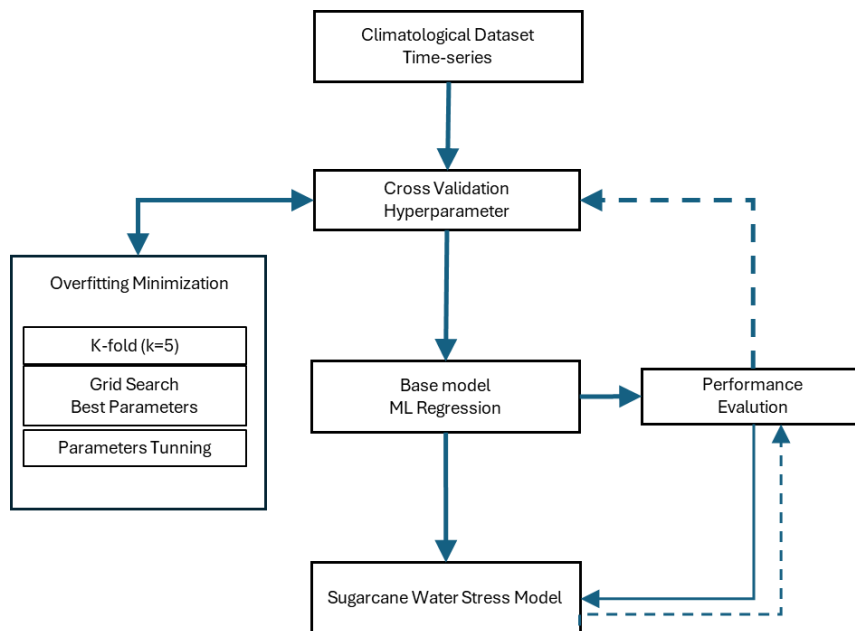 Climatological Dataset
Time-series
Cross Validation
Hyperparameter
Overfitting Minimization
K-fold (k=5)
Grid Search
Best Parameters
Parameters Tunning
Base model
ML Regression
Performance
Evalution
Sugarcane Water Stress Model